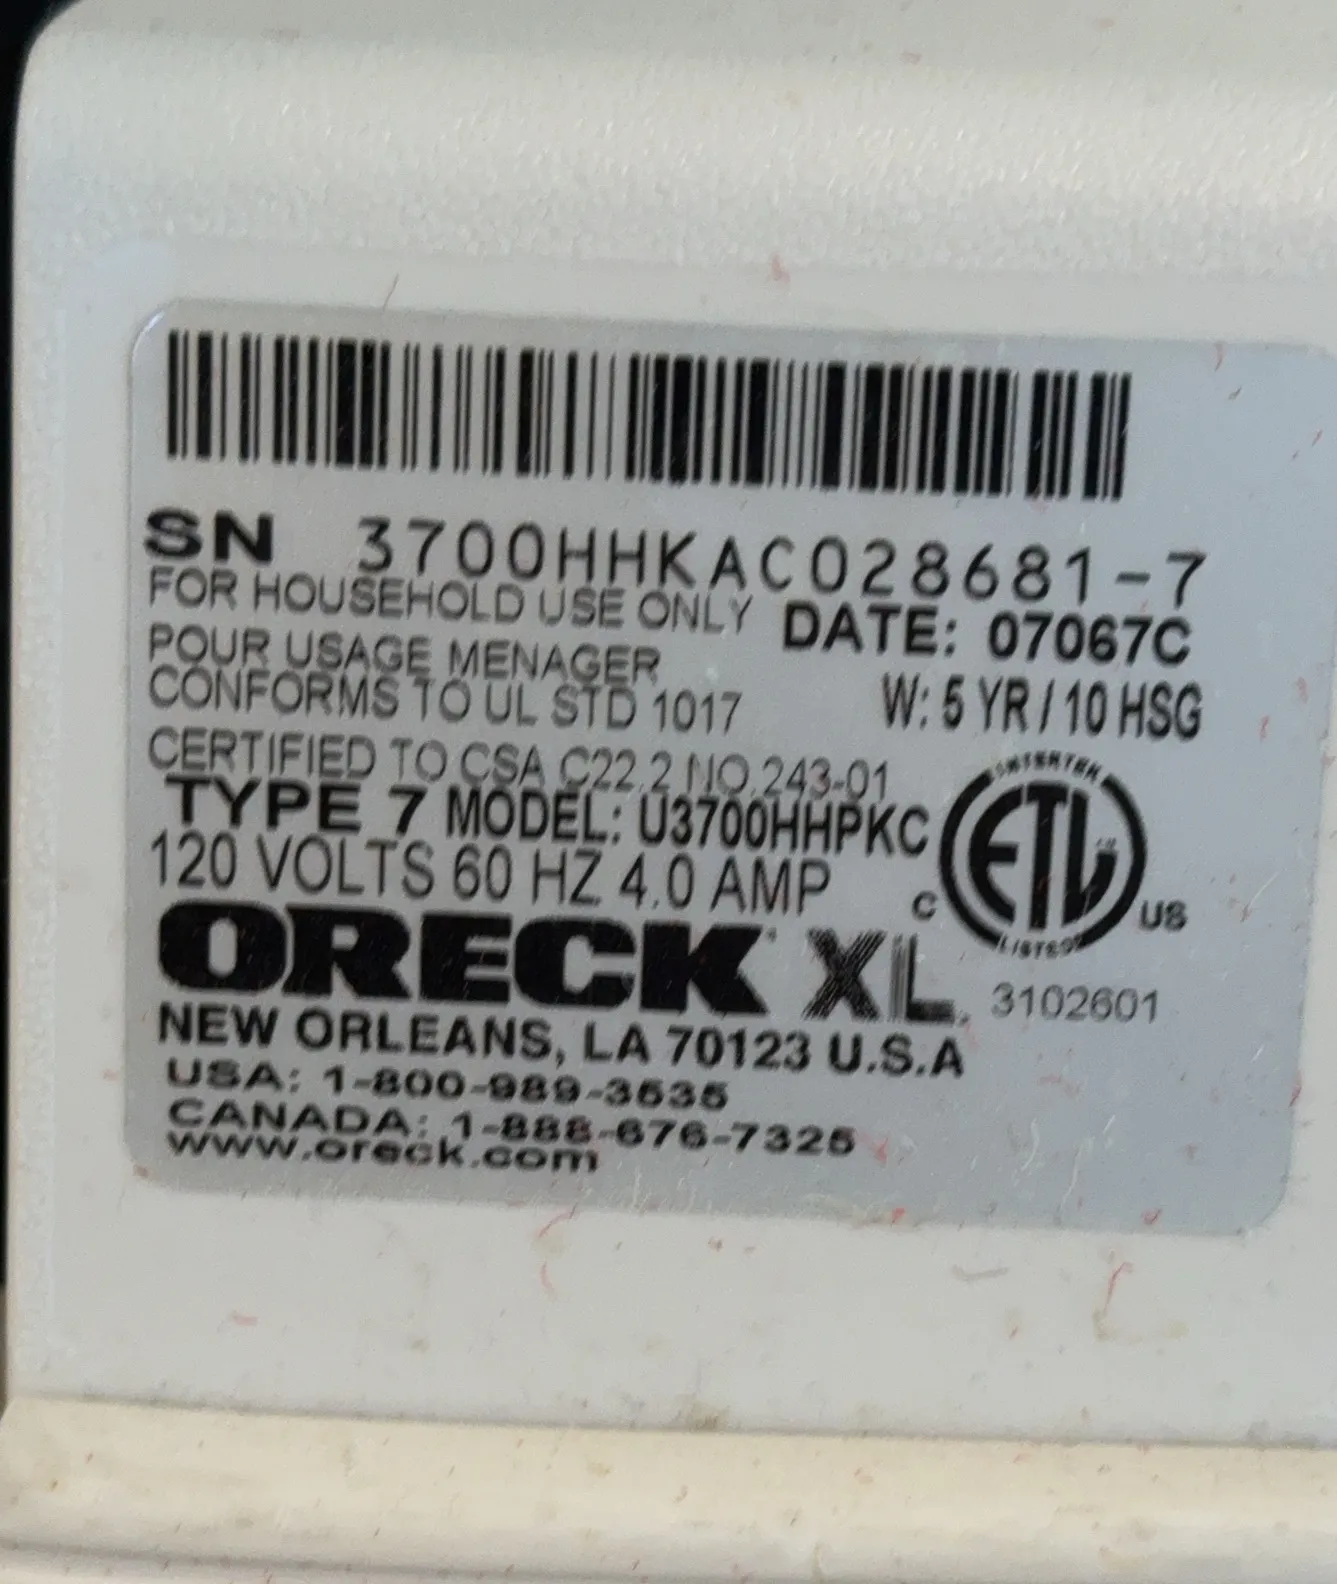 SN 3700HHKAC028681-7
FOR HOUSEHOLD USE ONLY DATE: 07067C
POUR USAGE MENAGER
CONFORMS TO UL STD 1017 W: 5 YR / 10 HSG
CERTIFIED TO CSA C22.2 NO.243-01
INTERTEK
TYPE 7 MODEL: U3700HHPKC
ETL
120 VOLTS 60 HZ 4.0 AMP
C US
LISTED
ORECK XL. 3102601
NEW ORLEANS, LA 70123 U.S.A
USA: 1-800-989-3535
CANADA: 1-888-676-7325
www.oreck.com